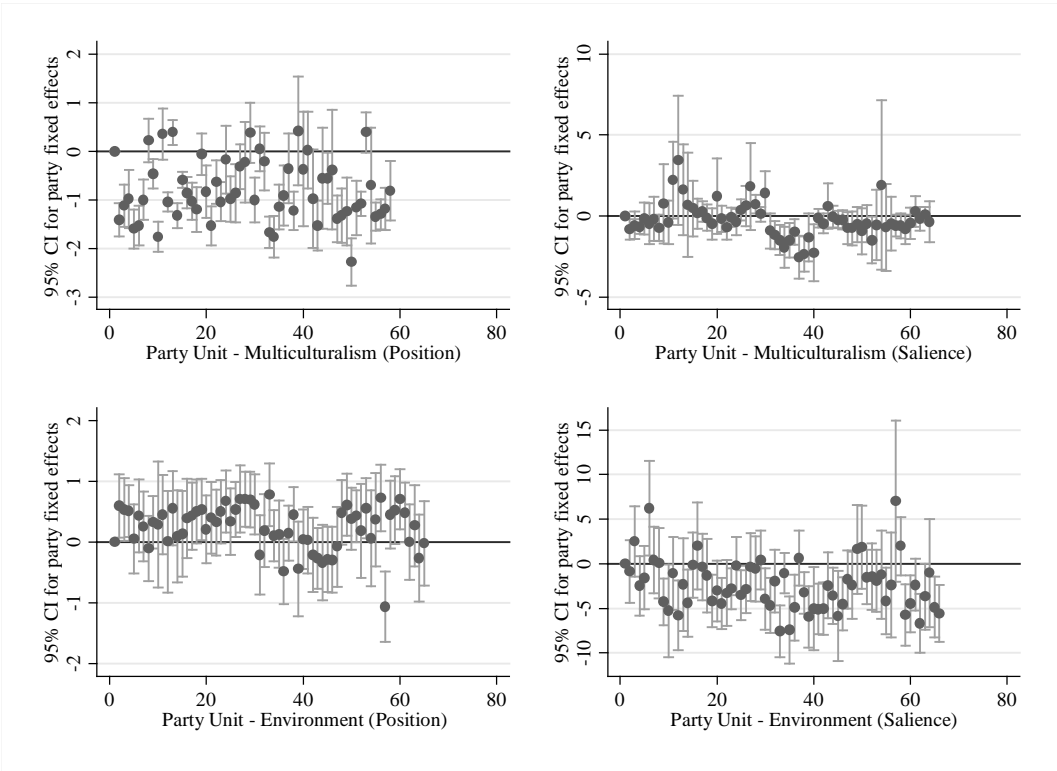 95% CI for party fixed effects
2
1
0
-1
-2
-3
0 20 40 60 80
Party Unit - Multiculturalism (Position)
95% CI for party fixed effects
10
5
0
-5
0 20 40 60 80
Party Unit - Multiculturalism (Salience)
95% CI for party fixed effects
2
1
0
-1
-2
0 20 40 60 80
Party Unit - Environment (Position)
95% CI for party fixed effects
15
10
5
0
-5
-10
0 20 40 60 80
Party Unit - Environment (Salience)